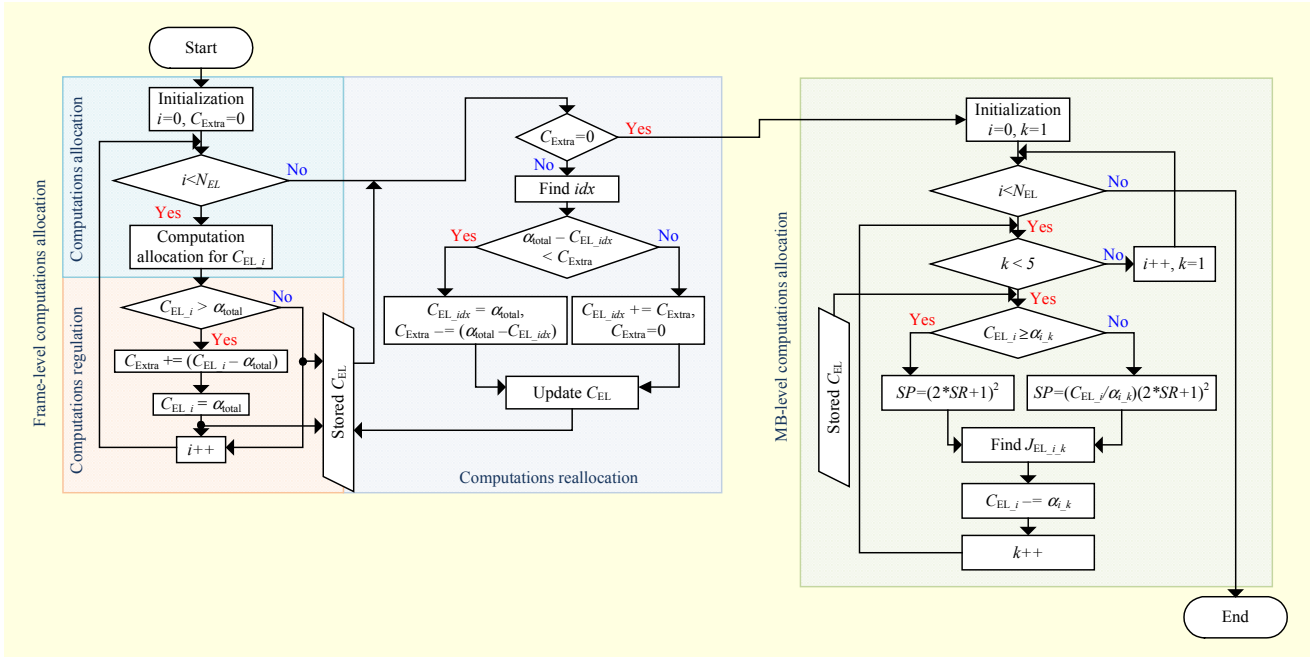 Start
Frame-level computations allocation
Computations allocation
Initialization
i=0, C_Extra=0
i<N_EL
No
Yes
Computation
allocation for C_EL_i
Computations regulation
C_EL_i > α_total
No
Yes
C_Extra += (C_EL_i − α_total)
C_EL_i = α_total
i++
Stored C_EL
C_Extra=0
Yes
No
Find idx
α_total − C_EL_idx
< C_Extra
Yes
No
C_EL_idx = α_total,
C_Extra −= (α_total−C_EL_idx)
C_EL_idx += C_Extra,
C_Extra=0
Update C_EL
Computations reallocation
MB-level computation allocation
Initialization
i=0, k=1
i<N_EL
No
Yes
k < 5
No
i++, k=1
Yes
Stored C_EL
C_EL_i ≥ α_i_k
Yes
No
SP=(2*SR+1)²
SP=(C_EL_i/α_i_k)(2*SR+1)²
Find J_EL_i_k
C_EL_i −= α_i_k
k++
End